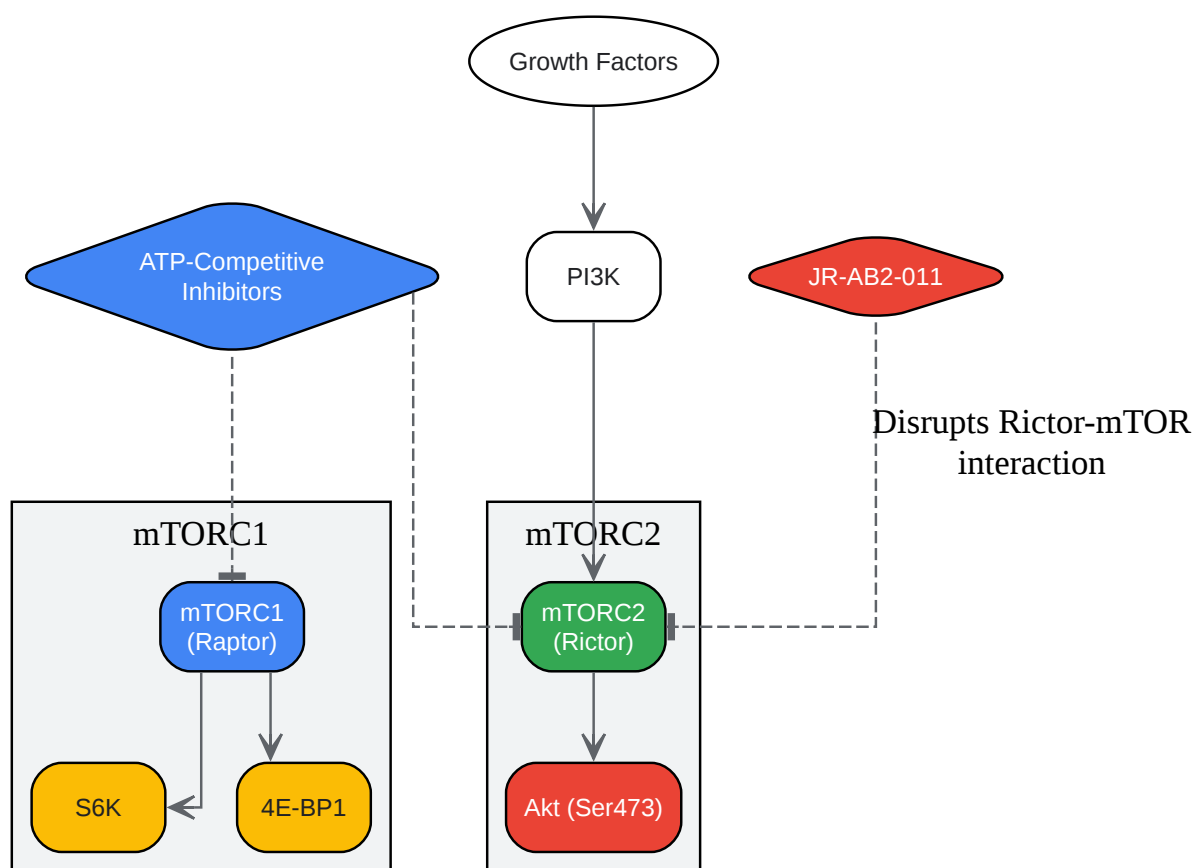 Growth Factors
ATP-Competitive
Inhibitors
PI3K
JR-AB2-011
Disrupts Rictor-mTOR
interaction
mTORC1
mTORC2
mTORC1
(Raptor)
mTORC2
(Rictor)
S6K
4E-BP1
Akt (Ser473)